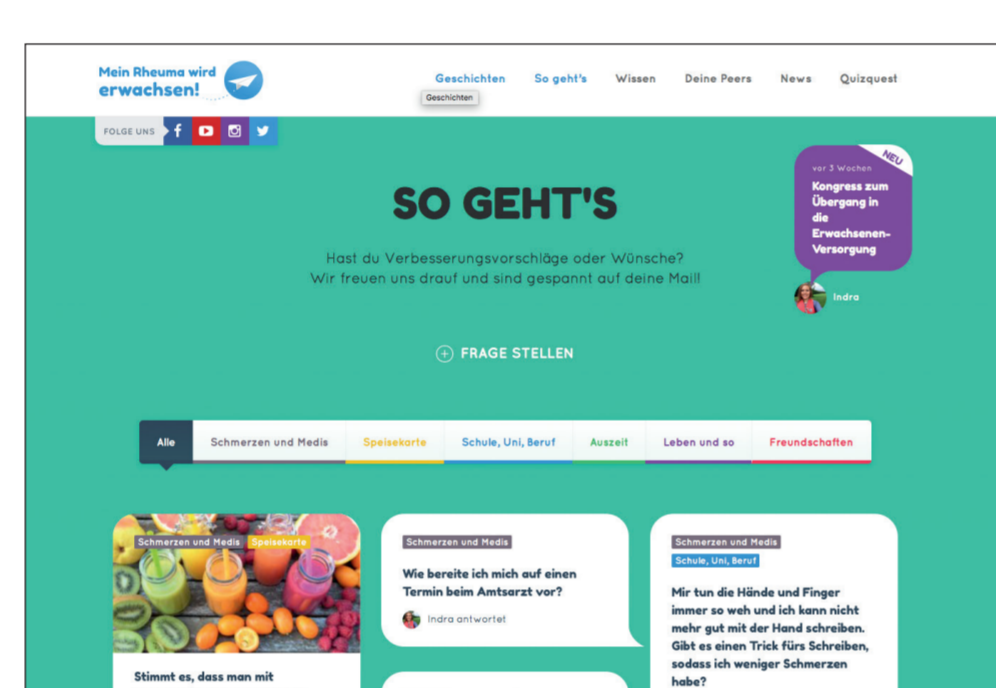 Mein Rheuma wird
erwachsen!
Geschichten So geht's Wissen Deine Peers News Quizquest
Geschichten
FOLGE UNS
NEU
vor 3 Wochen
Kongress zum
Übergang in
die
Erwachsenen-
Versorgung
Indra
SO GEHT'S
Hast du Verbesserungsvorschläge oder Wünsche?
Wir freuen uns drauf und sind gespannt auf deine Mail!
FRAGE STELLEN
Alle Schmerzen und Medis Speisekarte Schule, Uni, Beruf Auszeit Leben und so Freundschaften
Schmerzen und Medis Speisekarte
Stimmt es, dass man mit
Schmerzen und Medis
Wie bereite ich mich auf einen
Termin beim Amtsarzt vor?
Indra antwortet
Schmerzen und Medis
Schule, Uni, Beruf
Mir tun die Hände und Finger
immer so weh und ich kann nicht
mehr gut mit der Hand schreiben.
Gibt es einen Trick fürs Schreiben,
sodass ich weniger Schmerzen
habe?